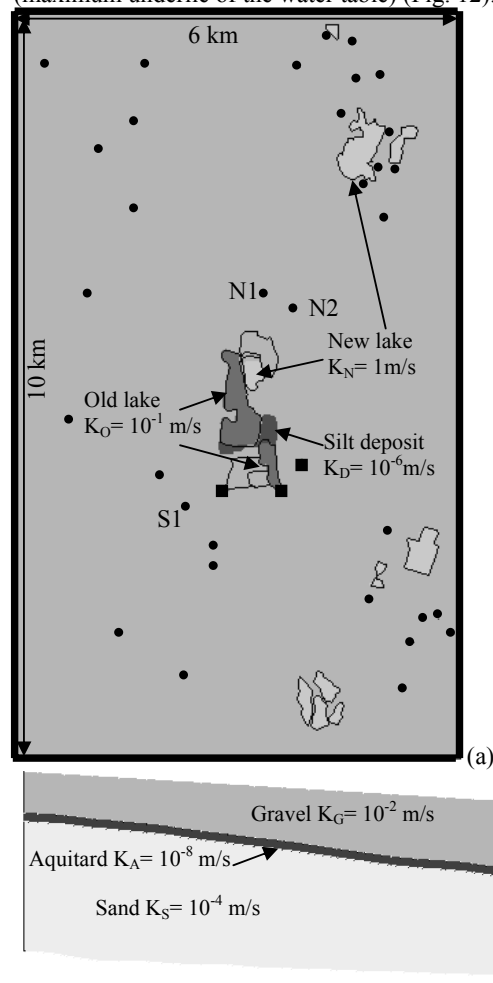 (maximum underlie of the water table) (Fig. 12).
6 km
10 km
N1
N2
New lake
K_N= 1m/s
Old lake
K_O= 10^-1 m/s
Silt deposit
K_D= 10^-6m/s
S1
(a)
Gravel K_G= 10^-2 m/s
Aquitard K_A= 10^-8 m/s
Sand K_S= 10^-4 m/s